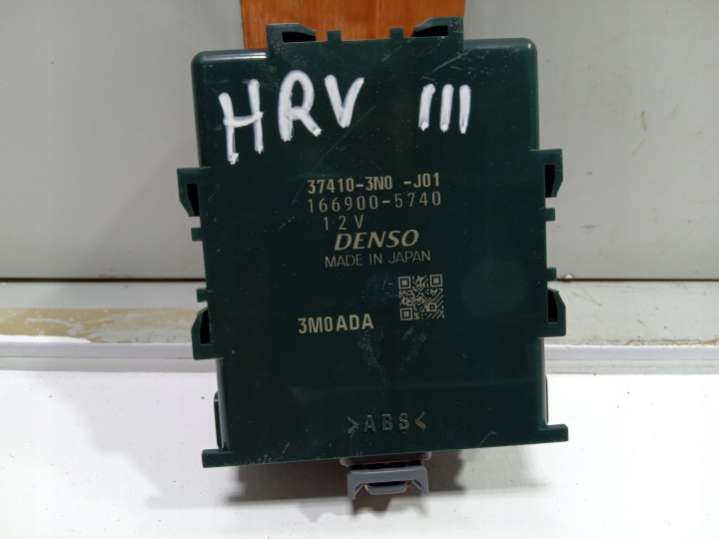 HRV III
37410-3N0 -J01
166900-5740
12V
DENSO
MADE IN JAPAN
3M0ADA
>ABS<